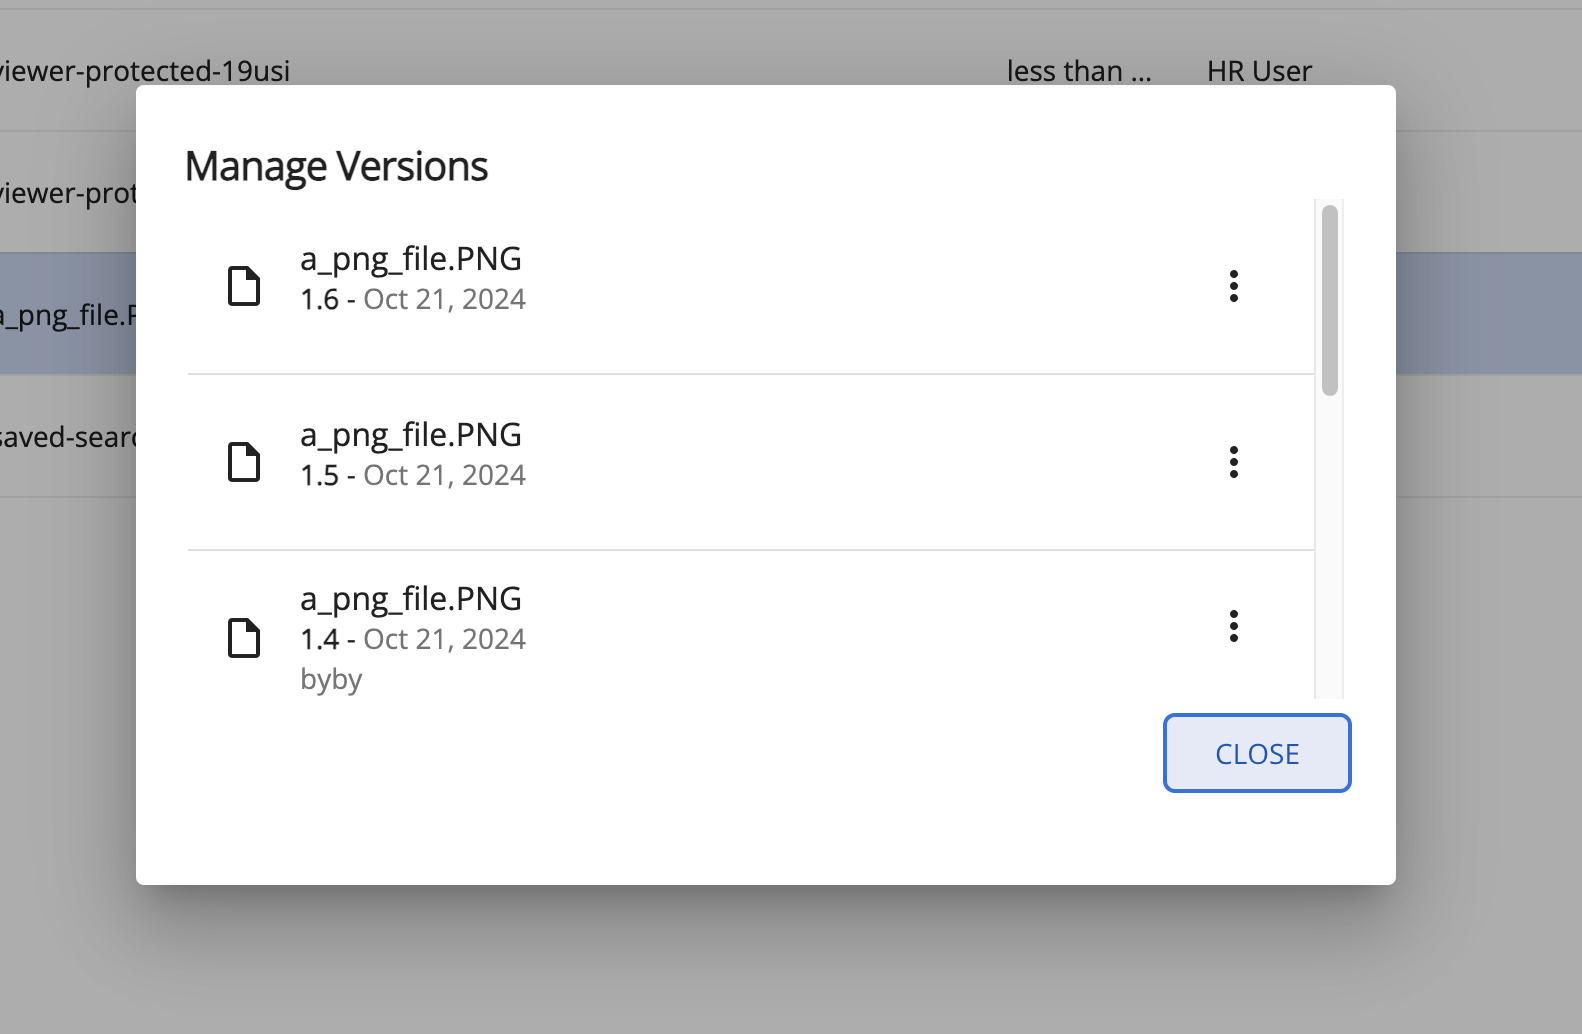 viewer-protected-19usi less than ... HR User
viewer-prot
a_png_file.P
saved-searc
Manage Versions
a_png_file.PNG
1.6 - Oct 21, 2024
a_png_file.PNG
1.5 - Oct 21, 2024
a_png_file.PNG
1.4 - Oct 21, 2024
byby
CLOSE